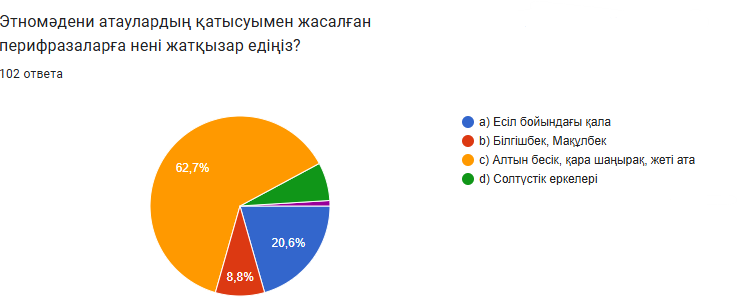 Этномәдени атаулардың қатысуымен жасалған
перифразаларға нені жатқызар едіңіз?
102 ответа
62,7%
20,6%
8,8%
a) Есіл бойындағы қала
b) Білгішбек, Мақұлбек
c) Алтын бесік, қара шаңырақ, жеті ата
d) Солтүстік еркелері